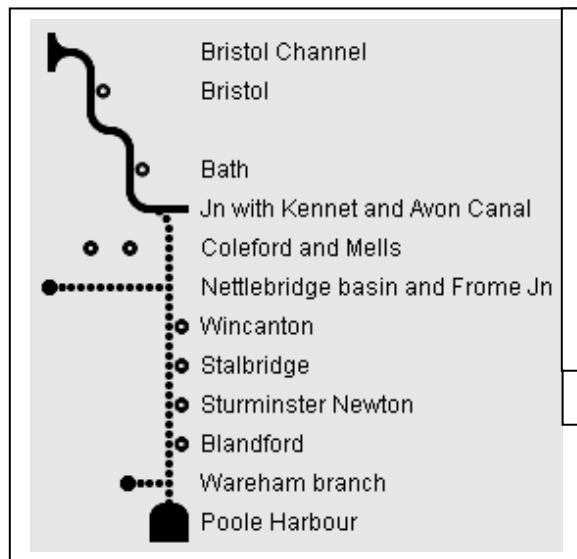 Bristol Channel
Bristol
Bath
Jn with Kennet and Avon Canal
Coleford and Mells
Nettlebridge basin and Frome Jn
Wincanton
Stalbridge
Sturminster Newton
Blandford
Wareham branch
Poole Harbour